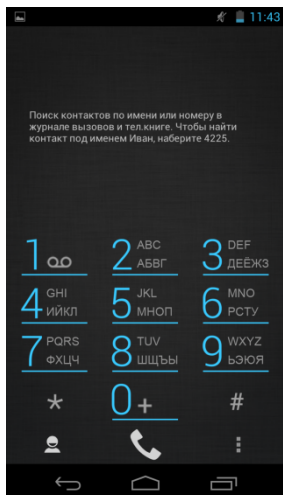 11:43
Поиск контактов по имени или номеру в
журнале вызовов и тел.книге. Чтобы найти
контакт под именем Иван, наберите 4225.
1 2 ABC 3 DEF
АБВГ ДЕЁЖЗ
4 GHI 5 JKL 6 MNO
ИЙКЛ МНОП РСТУ
7 PQRS 8 TUV 9 WXYZ
ФХЦЧ ШЩЪЫ ЬЭЮЯ
* 0 + #